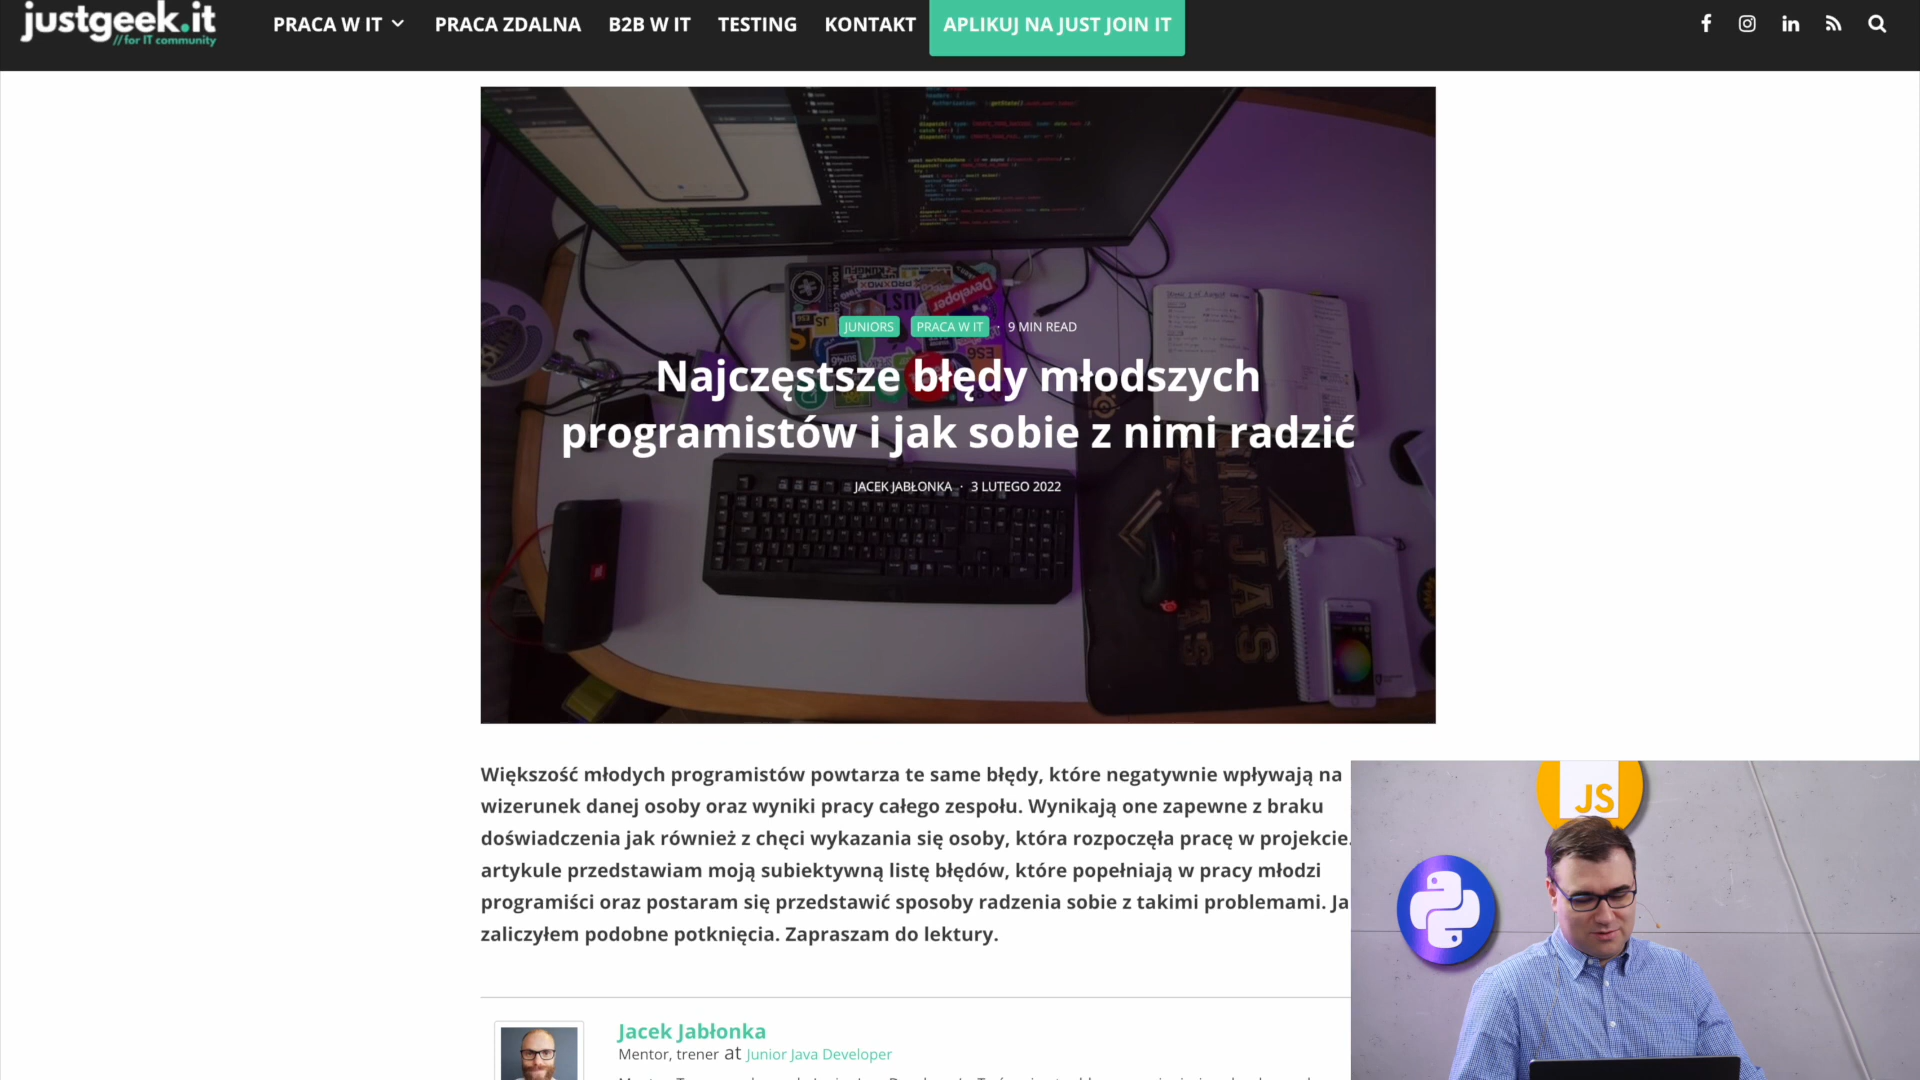 justgeek.it
//for IT community
PRACA W IT
PRACA ZDALNA
B2B W IT
TESTING
KONTAKT
APLIKUJ NA JUST JOIN IT
JUNIORS PRACA W IT · 9 MIN READ
Najczęstsze błędy młodszych
programistów i jak sobie z nimi radzić
JACEK JABŁONKA · 3 LUTEGO 2022
Większość młodych programistów powtarza te same błędy, które negatywnie wpływają na
wizerunek danej osoby oraz wyniki pracy całego zespołu. Wynikają one zapewne z braku
doświadczenia jak również z chęci wykazania się osoby, która rozpoczęła pracę w projekcie.
artykule przedstawiam moją subiektywną listę błędów, które popełniają w pracy młodzi
programiści oraz postaram się przedstawić sposoby radzenia sobie z takimi problemami. Ja
zaliczyłem podobne potknięcia. Zapraszam do lektury.
Jacek Jabłonka
Mentor, trener at Junior Java Developer
JS